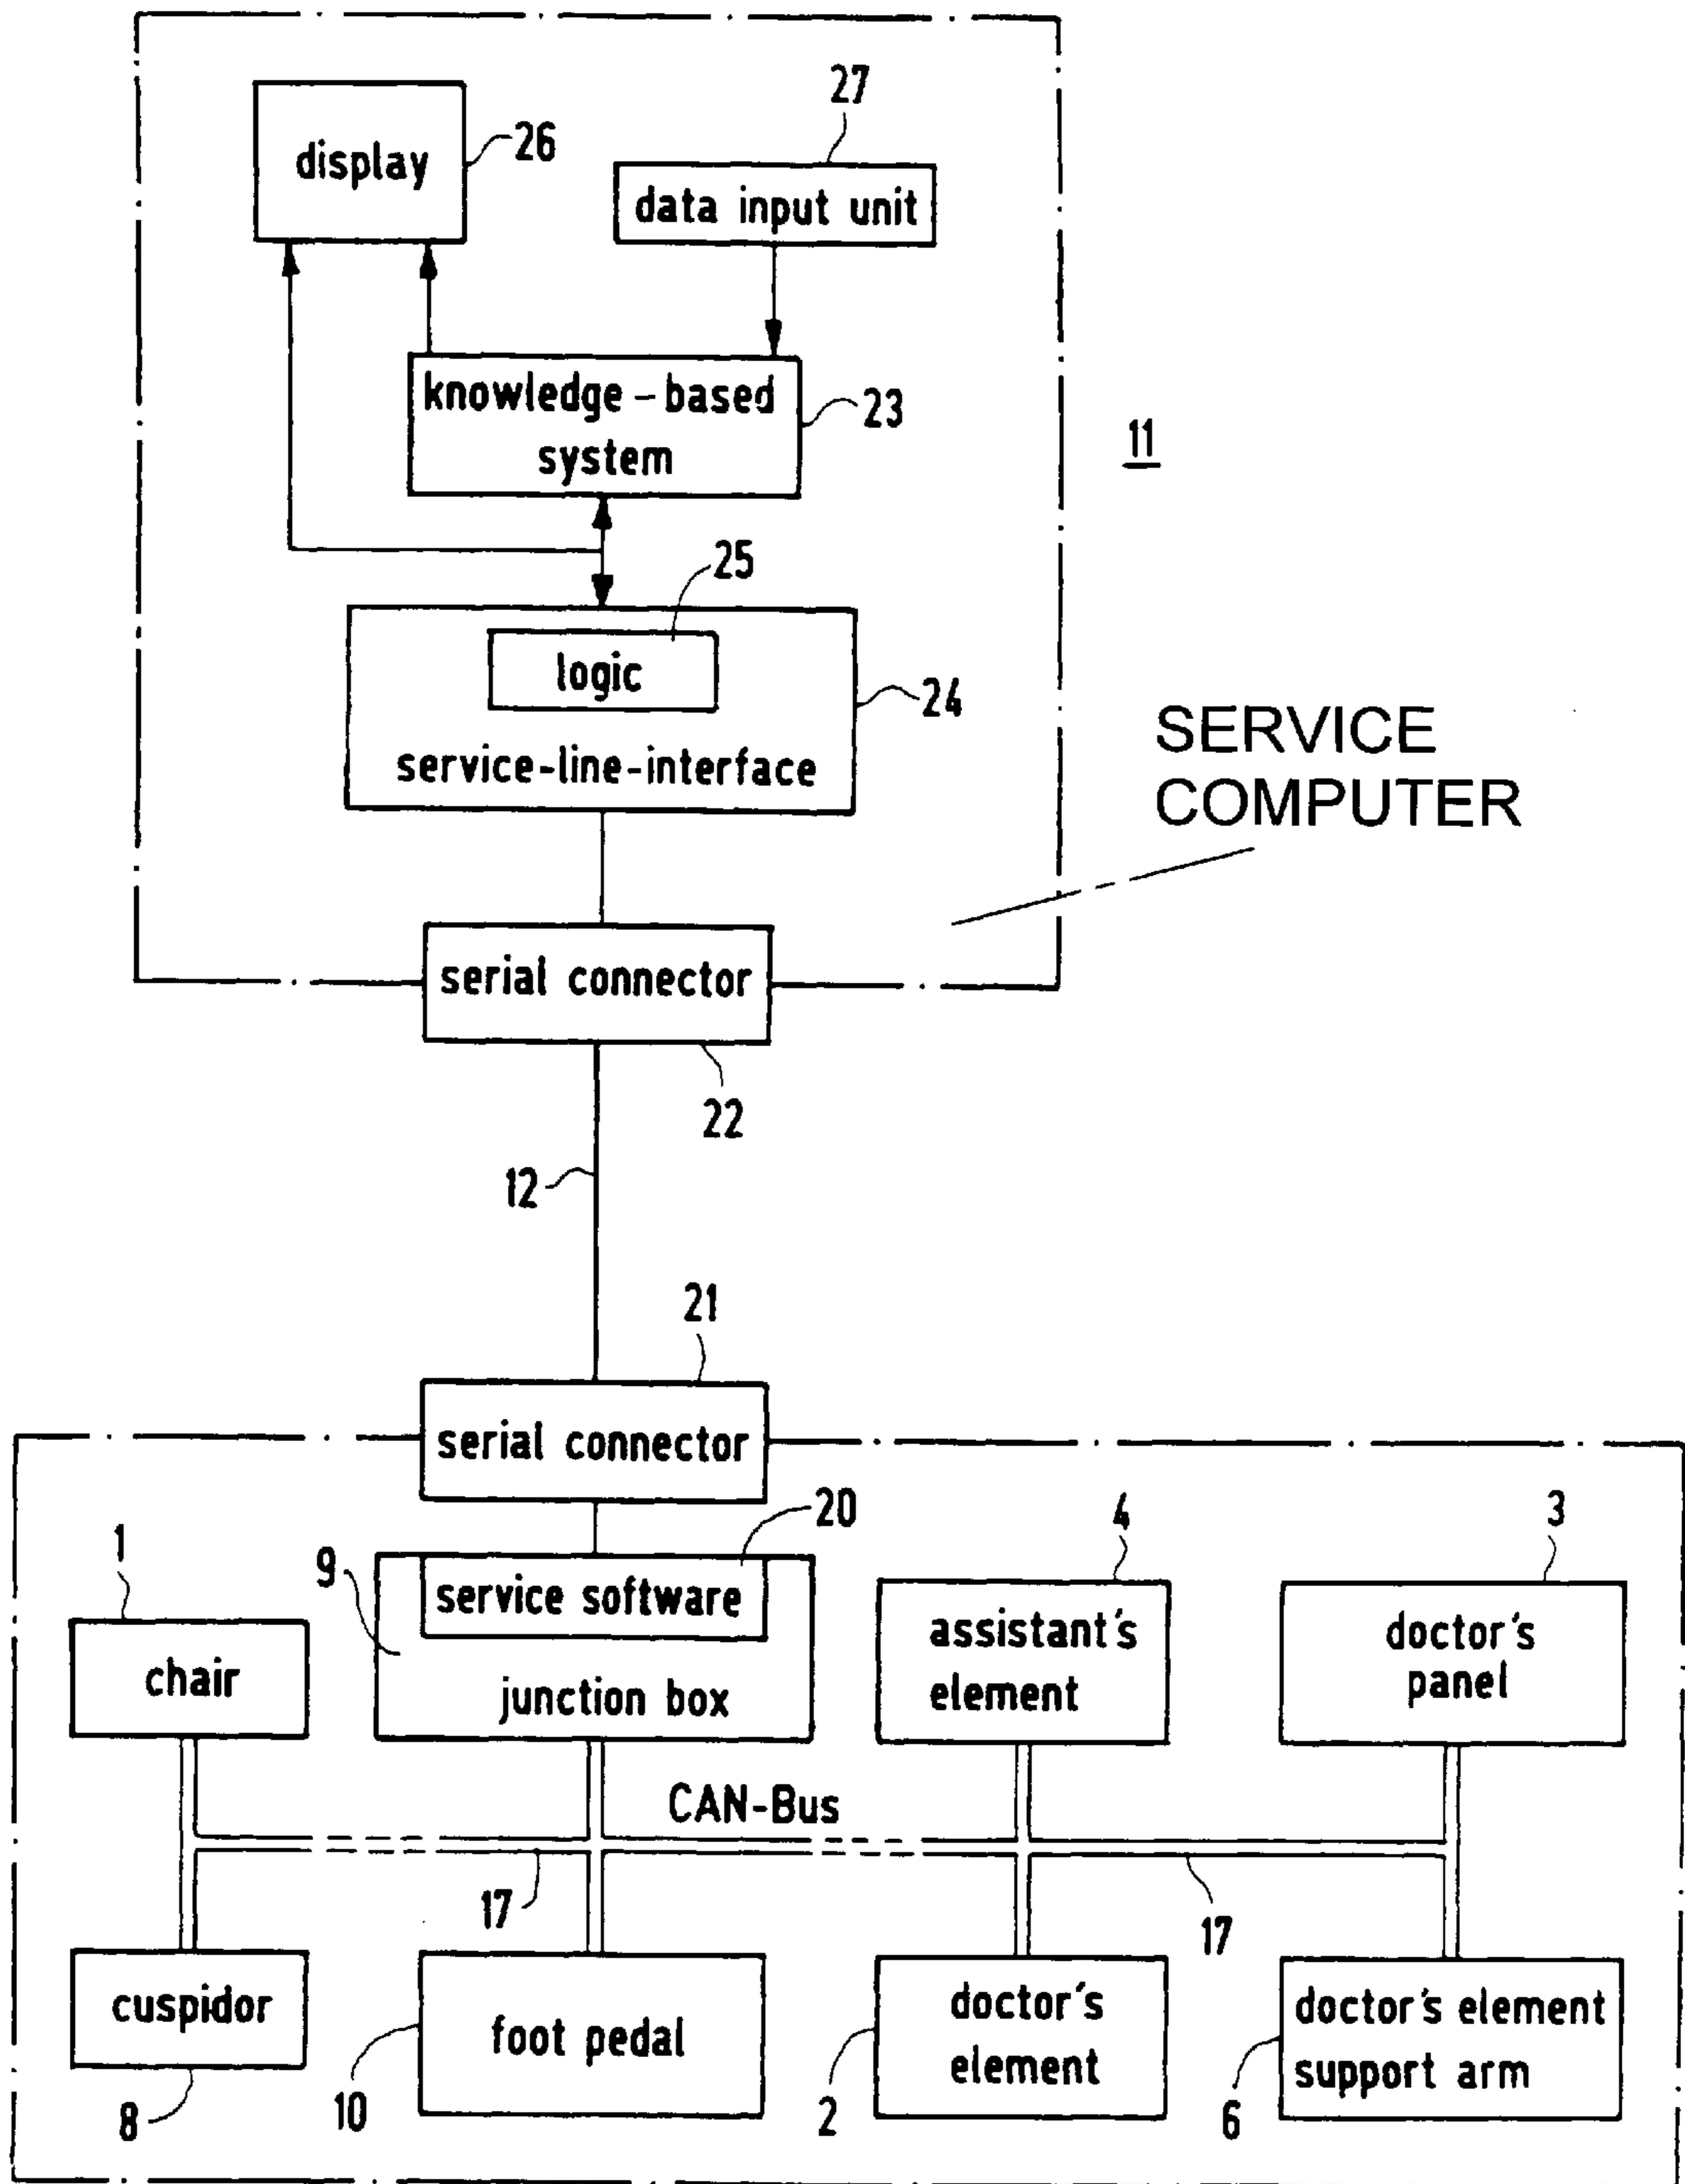 display
26
27
data input unit
knowledge-based
system
23
11
25
logic
24
service-line-interface
SERVICE
COMPUTER
serial connector
22
12
21
serial connector
20
4
3
1
9
service software
chair
junction box
assistant's
element
doctor's
panel
CAN-Bus
17
17
cuspidor
foot pedal
doctor's
element
doctor's element
support arm
8
10
2
6